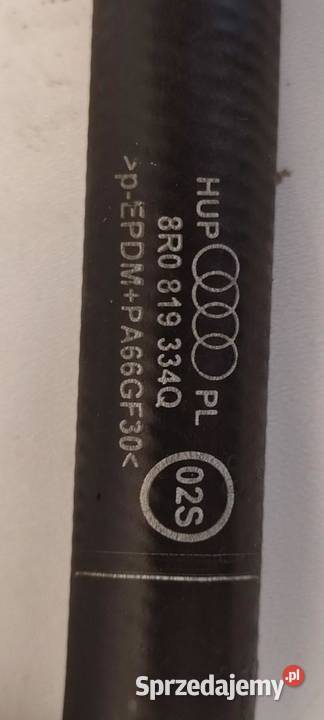 HUP PL
8R0 819 334Q
>p-EPDM+PA66GF30<
02S
Sprzedajemy.pl